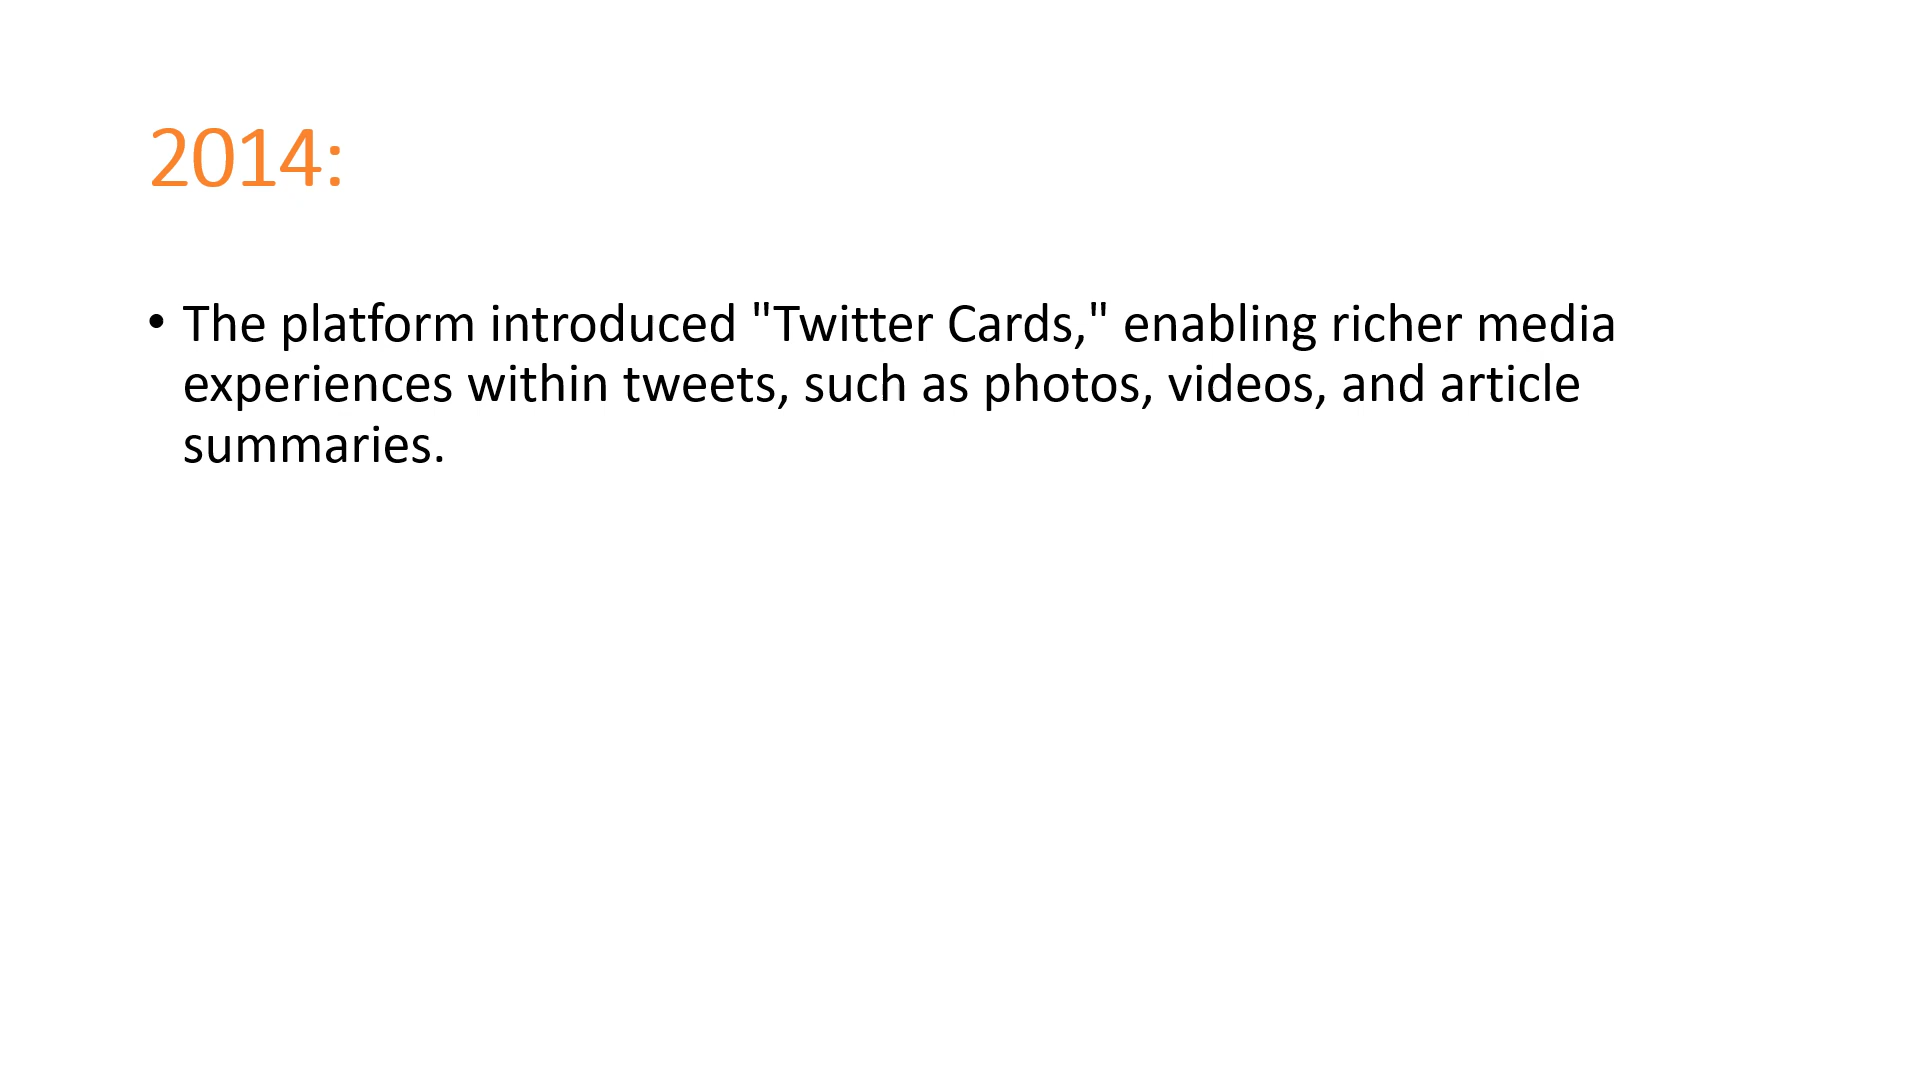 2014:
• The platform introduced "Twitter Cards," enabling richer media
experiences within tweets, such as photos, videos, and article
summaries.